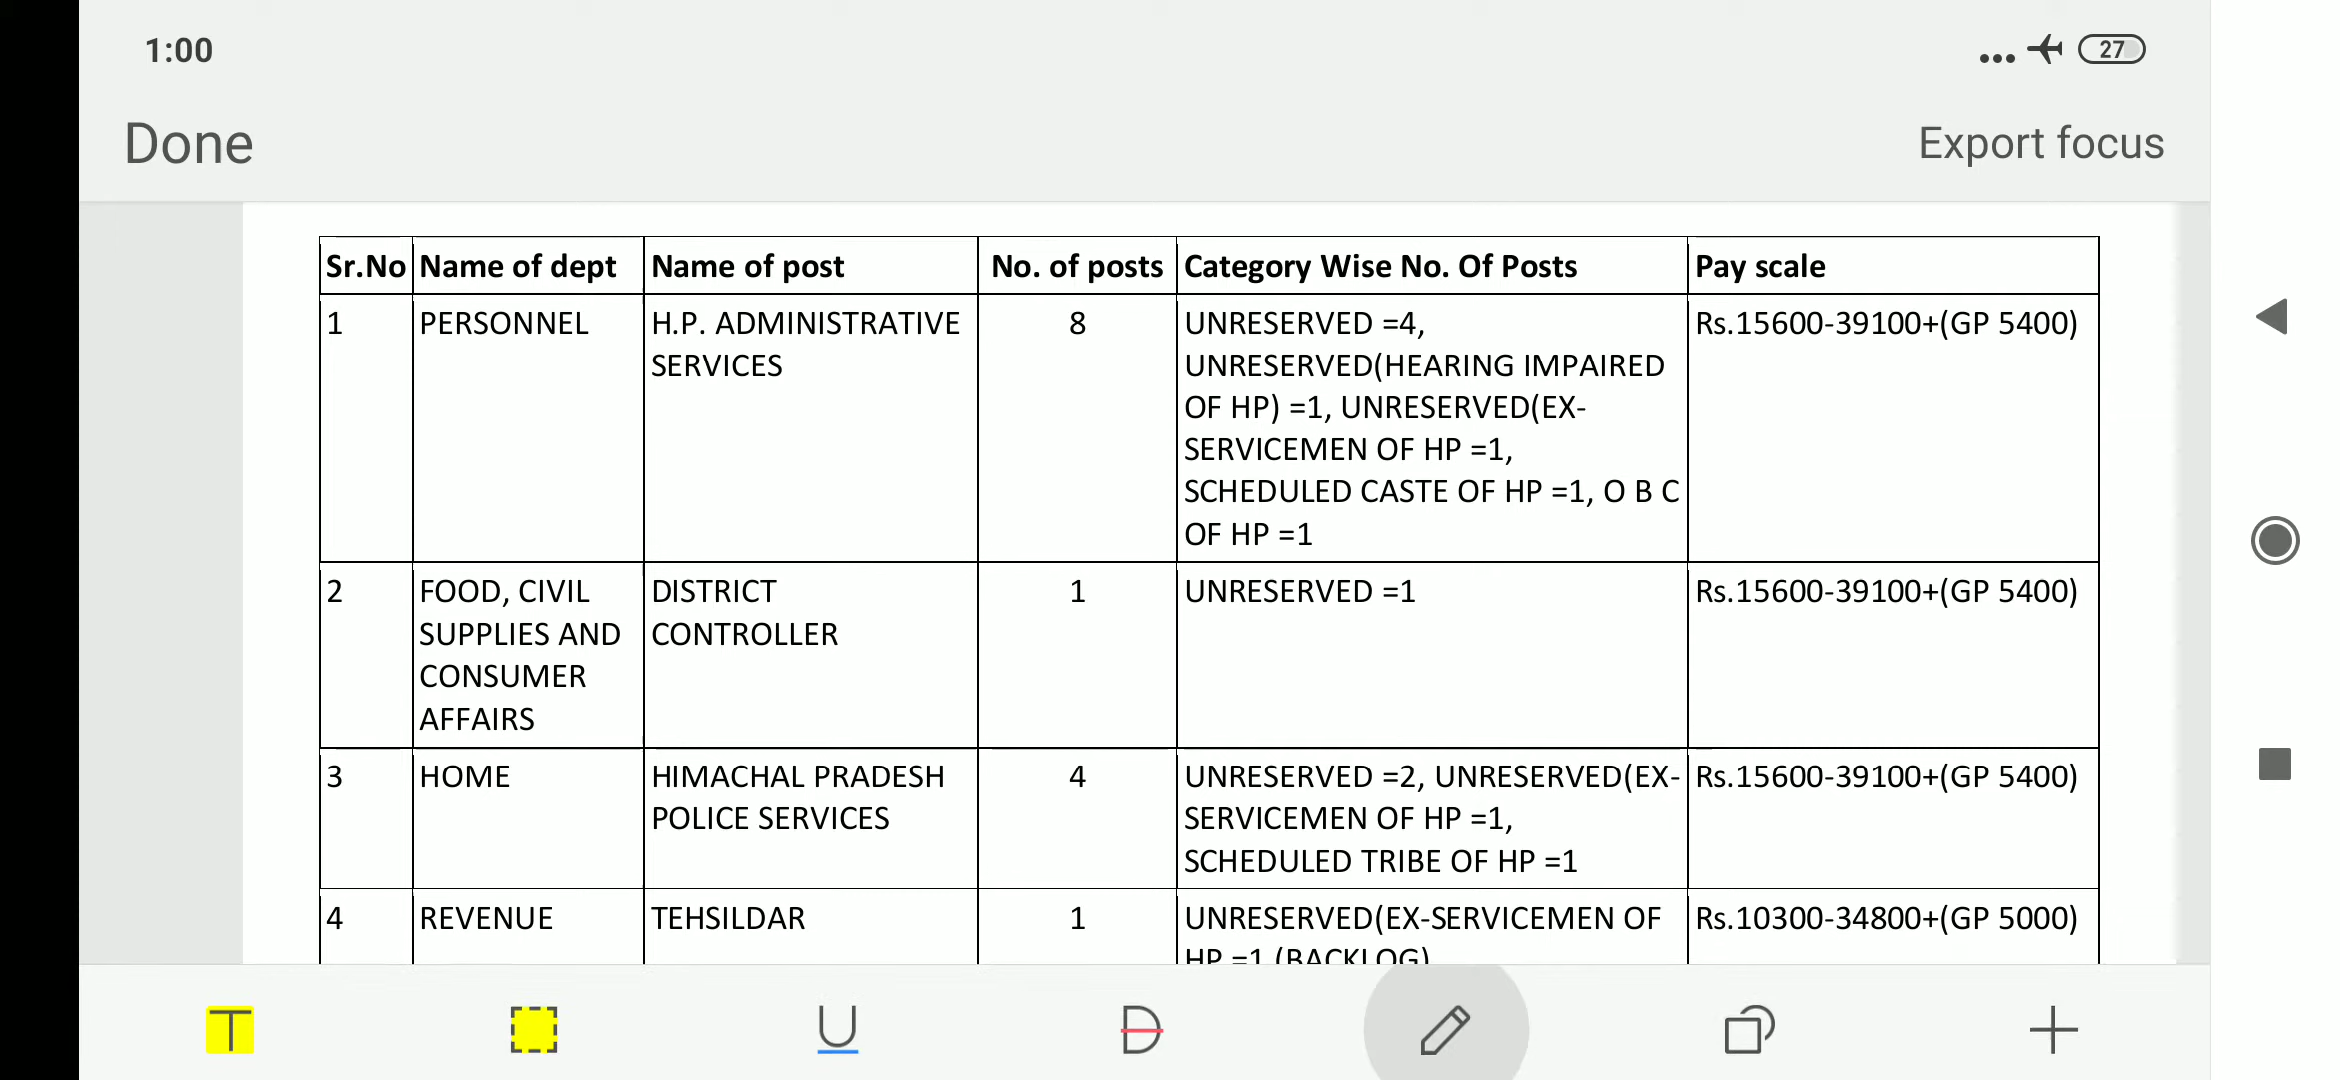 1:00
27
Done
Export focus
Sr.No Name of dept Name of post No. of posts Category Wise No. Of Posts Pay scale
1 PERSONNEL H.P. ADMINISTRATIVE 8 UNRESERVED =4, Rs.15600-39100+(GP 5400)
SERVICES UNRESERVED(HEARING IMPAIRED
OF HP) =1, UNRESERVED(EX-
SERVICEMEN OF HP =1,
SCHEDULED CASTE OF HP =1, O B C
OF HP =1
2 FOOD, CIVIL DISTRICT 1 UNRESERVED =1 Rs.15600-39100+(GP 5400)
SUPPLIES AND CONTROLLER
CONSUMER
AFFAIRS
3 HOME HIMACHAL PRADESH 4 UNRESERVED =2, UNRESERVED(EX- Rs.15600-39100+(GP 5400)
POLICE SERVICES SERVICEMEN OF HP =1,
SCHEDULED TRIBE OF HP =1
4 REVENUE TEHSILDAR 1 UNRESERVED(EX-SERVICEMEN OF Rs.10300-34800+(GP 5000)
HP =1 (BACKLOG)
T U D